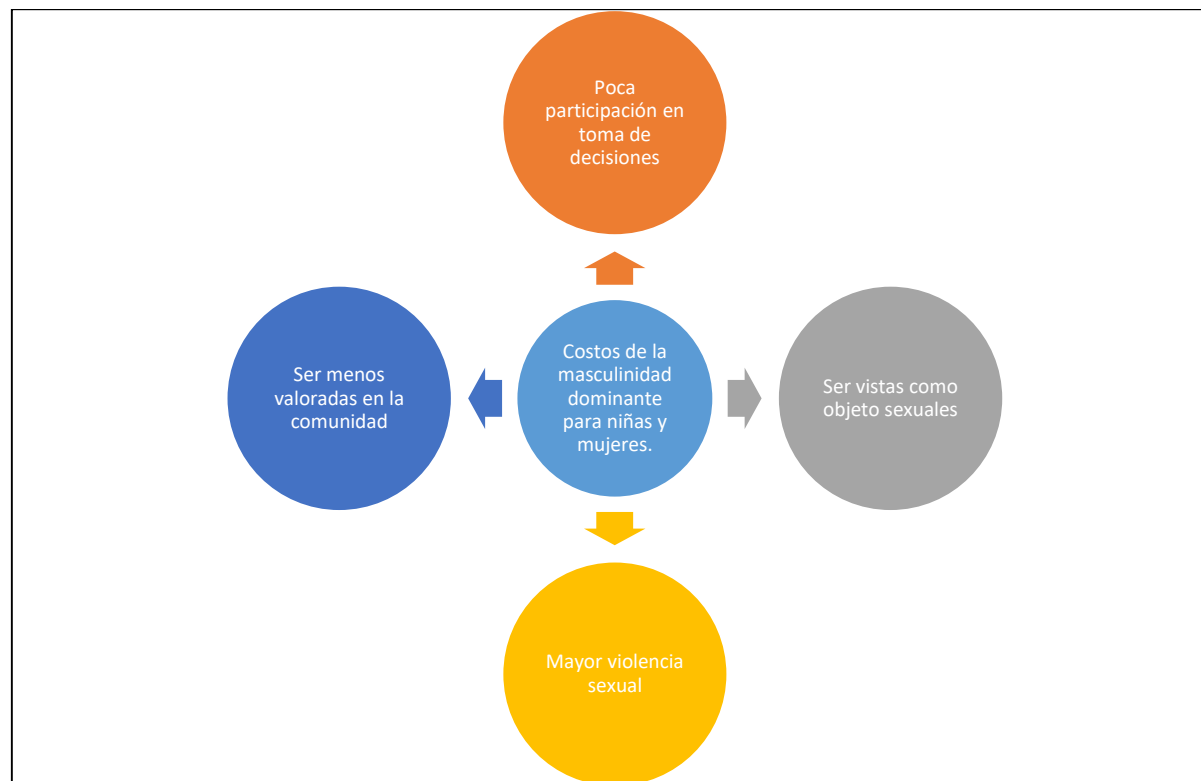 Poca
participación en
toma de
decisiones
Ser menos
valoradas en la
comunidad
Costos de la
masculinidad
dominante
para niñas y
mujeres.
Ser vistas como
objeto sexuales
Mayor violencia
sexual